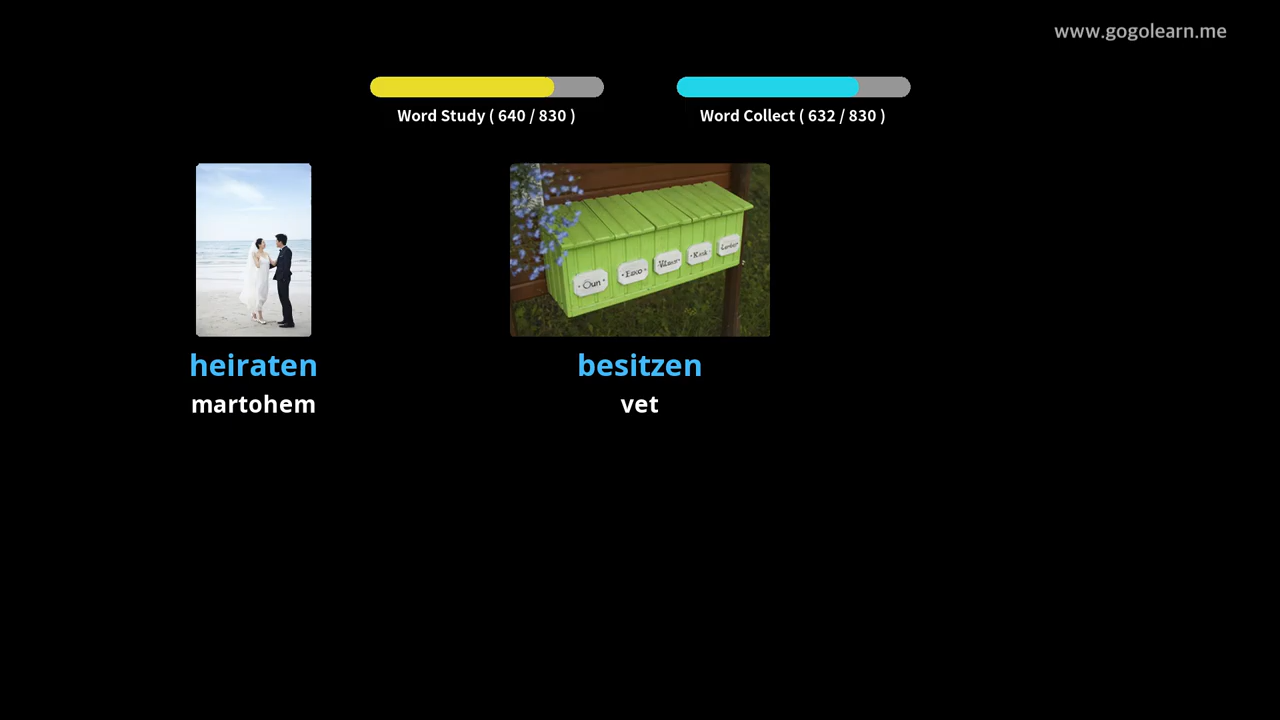 www.gogolearn.me
Word Study ( 640 / 830 )
Word Collect ( 632 / 830 )
heiraten
martohem
besitzen
vet